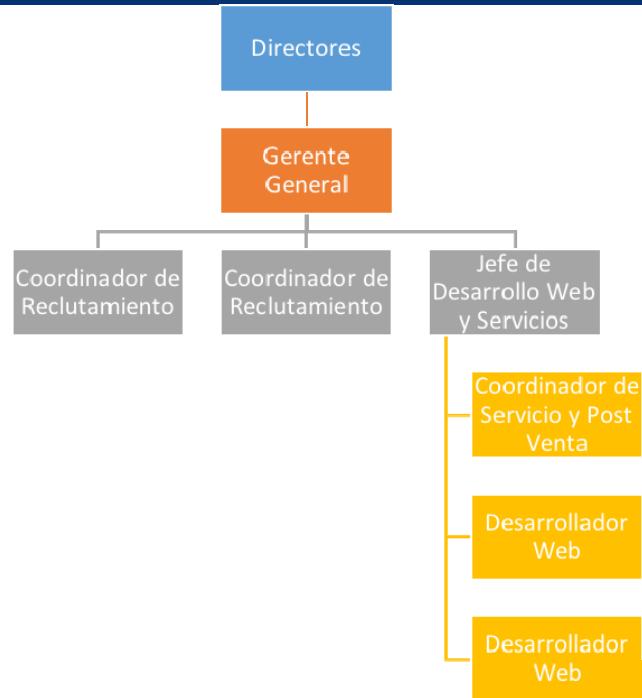 Directores
Gerente
General
Coordinador de
Reclutamiento
Coordinador de
Reclutamiento
Jefe de
Desarrollo Web
y Servicios
Coordinador de
Servicio y Post
Venta
Desarrollador
Web
Desarrollador
Web